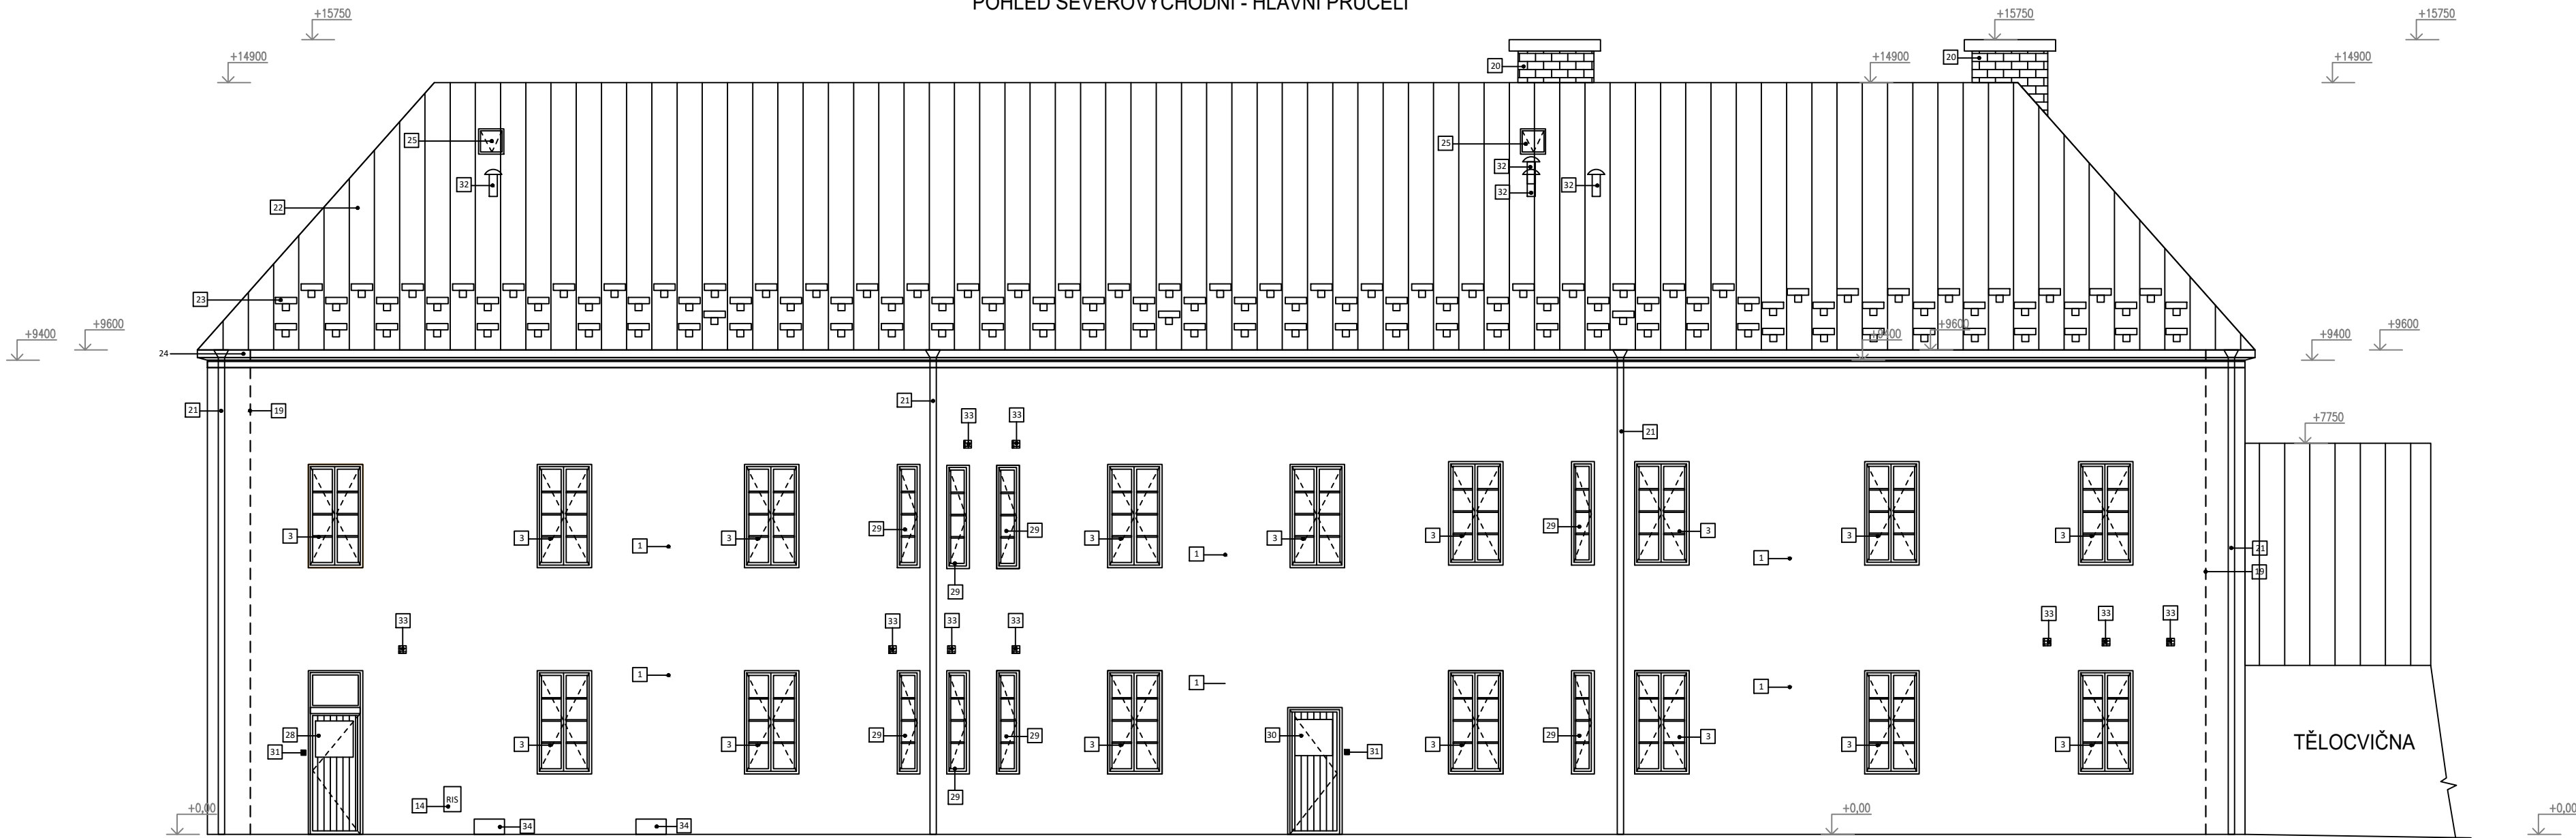 POHLED SEVEROVÝCHODNÍ - HLAVNÍ PRŮČELÍ
+15750 +15750 +15750
+14900 +14900 +14900
20 20
25 25
32 32 32 32
22
23
+9400 +9600 +9400 +9600 +9400 +9600
24
21 19 21 33 33 21
+7750
3 3 1 3 29 29 29 3 1 3 3 29 3 1 3 3 21 19
33 33 33 33 33 33 33
1 1 1
28 31 3 3 29 29 29 3 30 31 3 29 3 3 3
TĚLOCVIČNA
14 RIS
+0,00 34 34 +0,00 +0,00